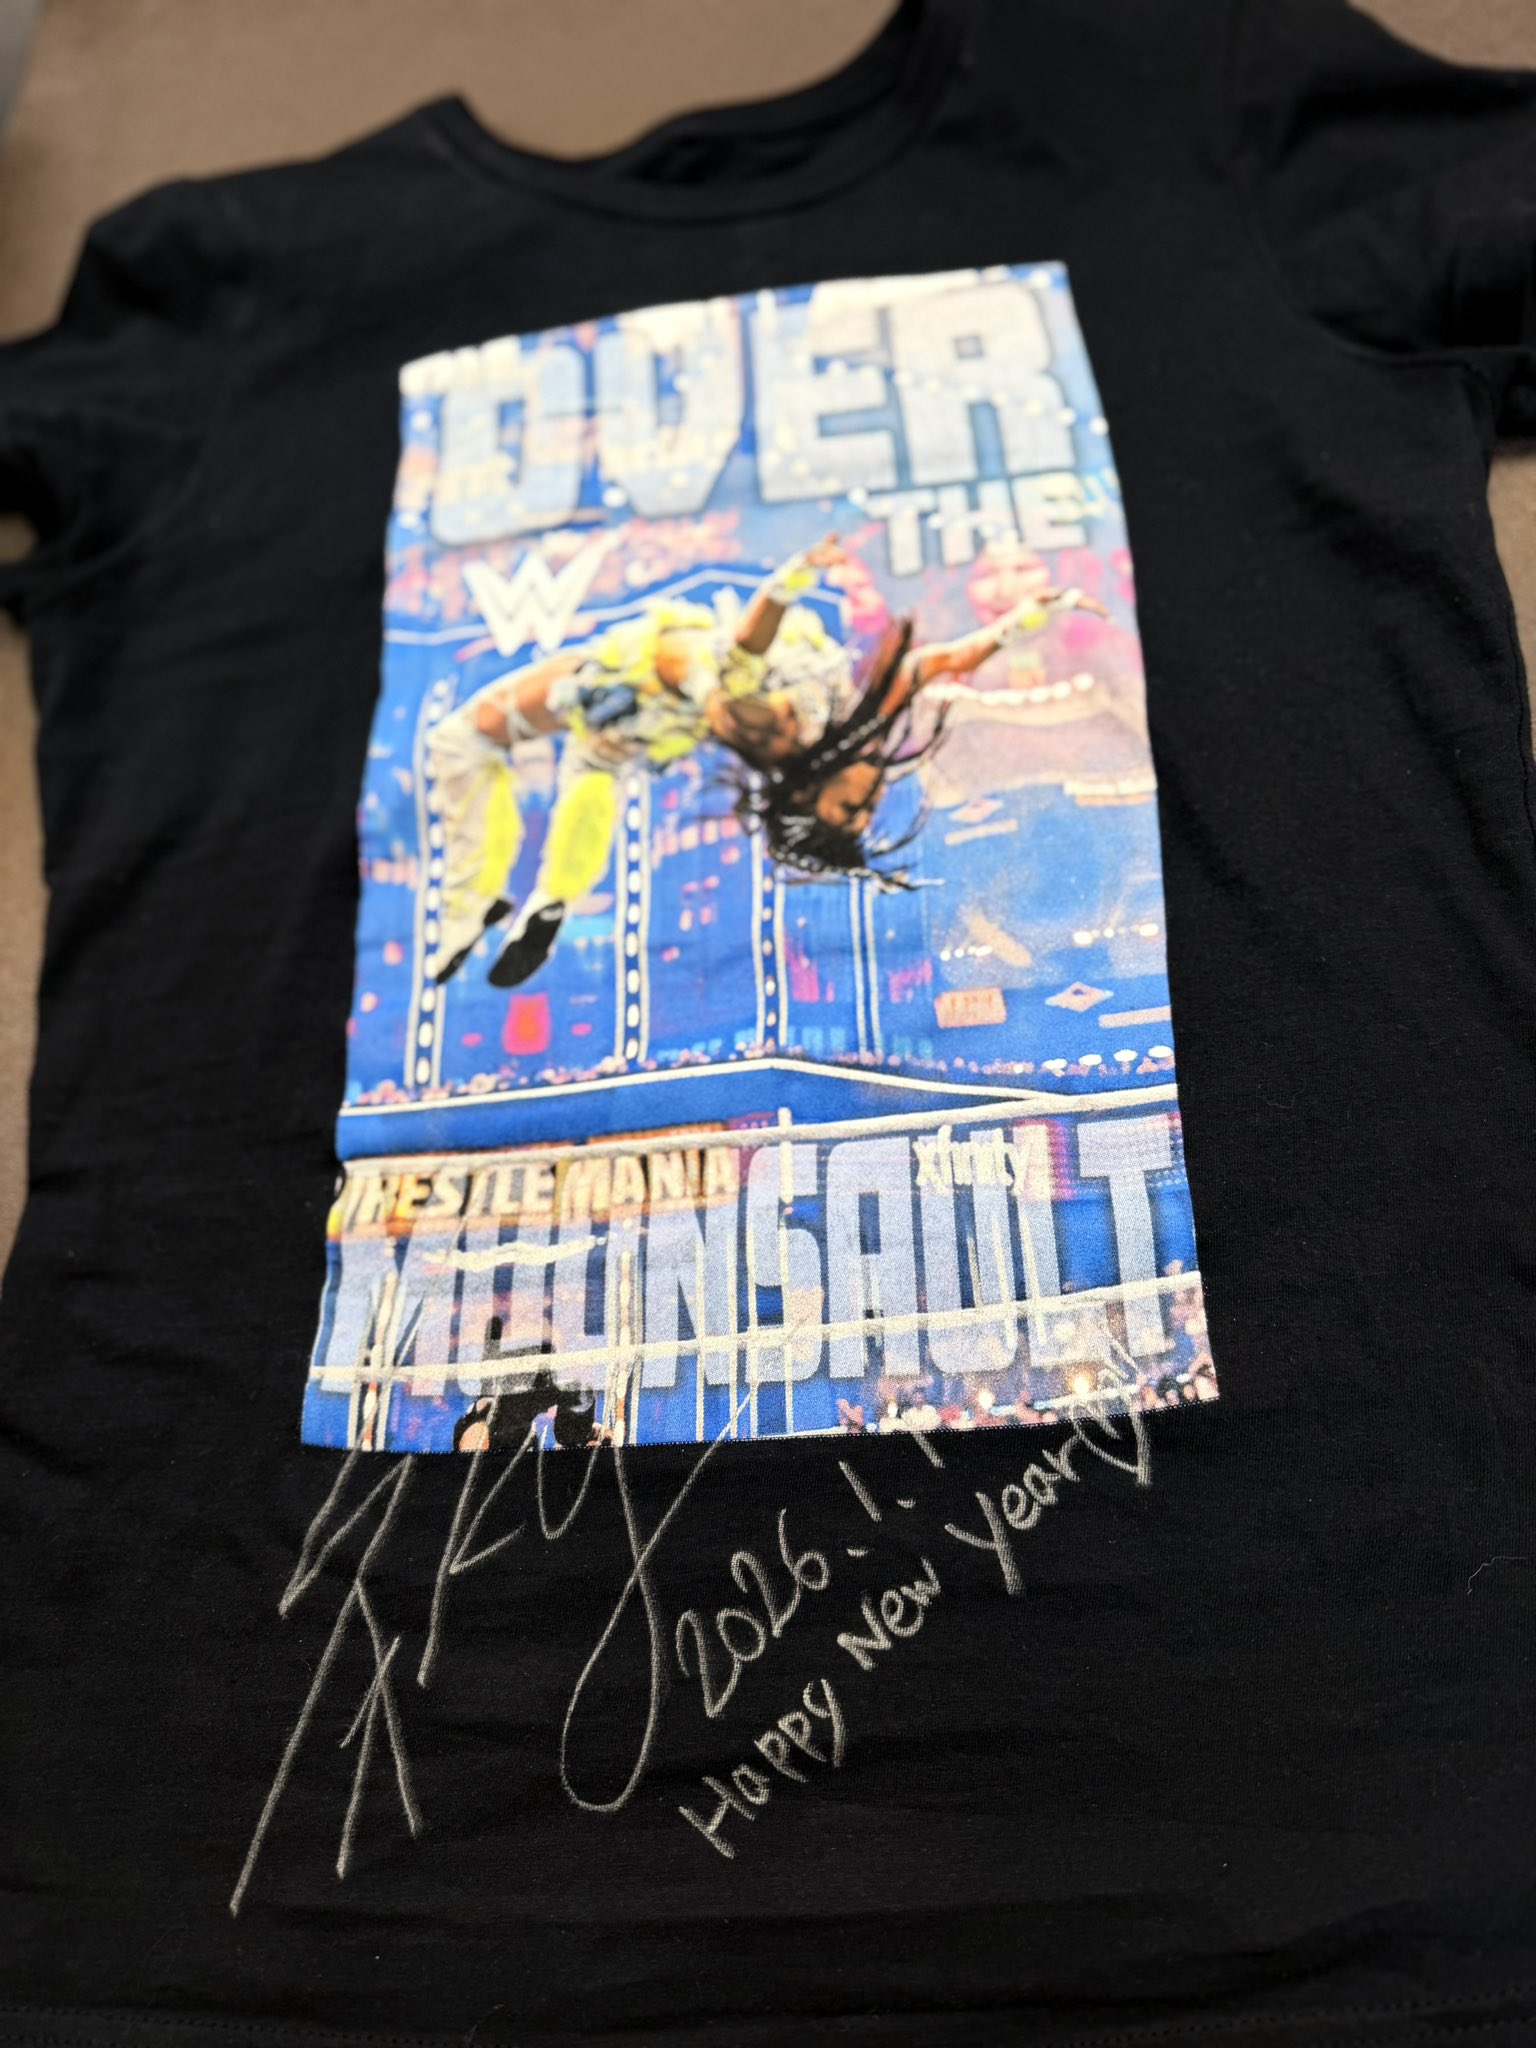 OVER
THE
W
WRESTLEMANIA
xfinity
MOONSAULT
2026.1.1
Happy New Year